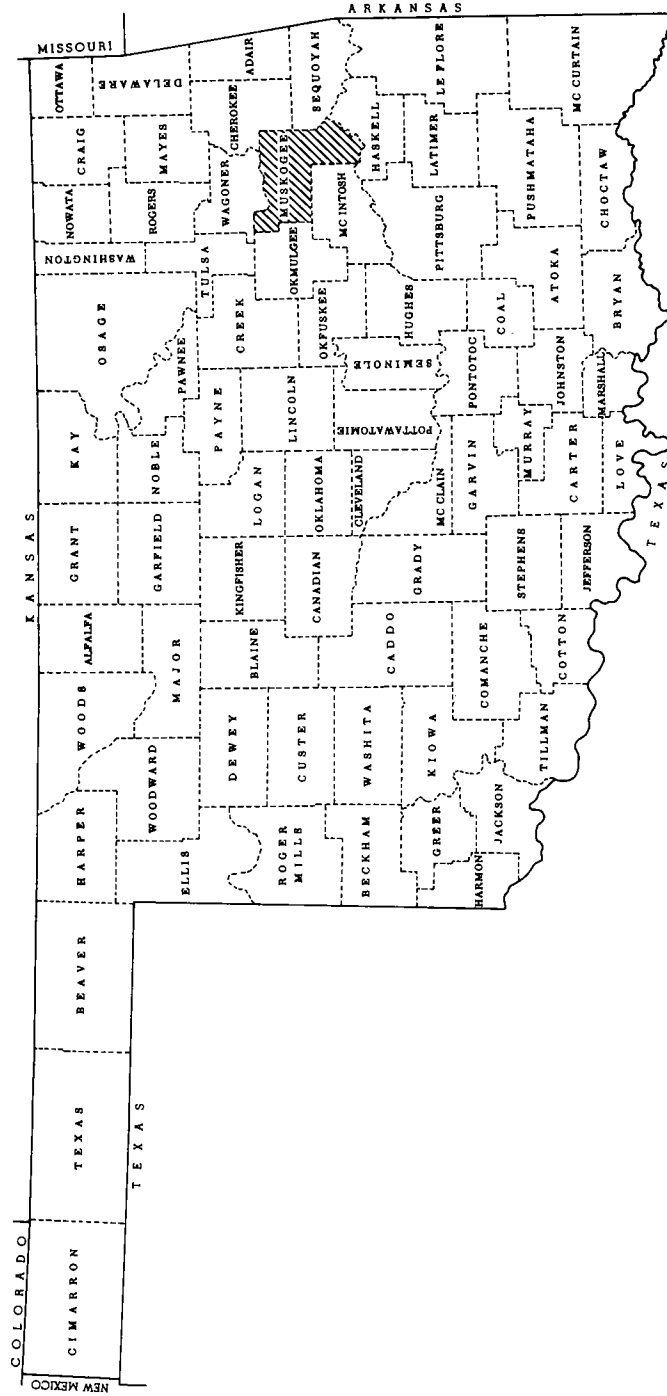 COLORADO
KANSAS
MISSOURI
NEW MEXICO
CIMARRON
TEXAS
BEAVER
HARPER
WOODS
ALFALFA
GRANT
KAY
OSAGE
WASHINGTON
NOWATA
CRAIG
OTTAWA
WOODWARD
MAJOR
GARFIELD
NOBLE
PAWNEE
ROGERS
MAYES
DELAWARE
TEXAS
ELLIS
DEWEY
BLAINE
KINGFISHER
LOGAN
PAYNE
CREEK
TULSA
WAGONER
CHEROKEE
ADAIR
ROGER
MILLS
CUSTER
CANADIAN
OKLAHOMA
LINCOLN
OKFUSKEE
OKMULGEE
MUSKOGEE
MCINTOSH
SEQUOYAH
BECKHAM
WASHITA
CADDO
GRADY
CLEVELAND
MC CLAIN
POTTAWATOMIE
SEMINOLE
HUGHES
PITTSBURG
HASKELL
LATIMER
LE FLORE
ARKANSAS
HARMON
GREER
KIOWA
COMANCHE
STEPHENS
GARVIN
MURRAY
PONTOTOC
COAL
JACKSON
TILLMAN
COTTON
JEFFERSON
CARTER
JOHNSTON
ATOKA
PUSHMATAHA
MC CURTAIN
LOVE
MARSHALL
BRYAN
CHOCTAW
TEXAS